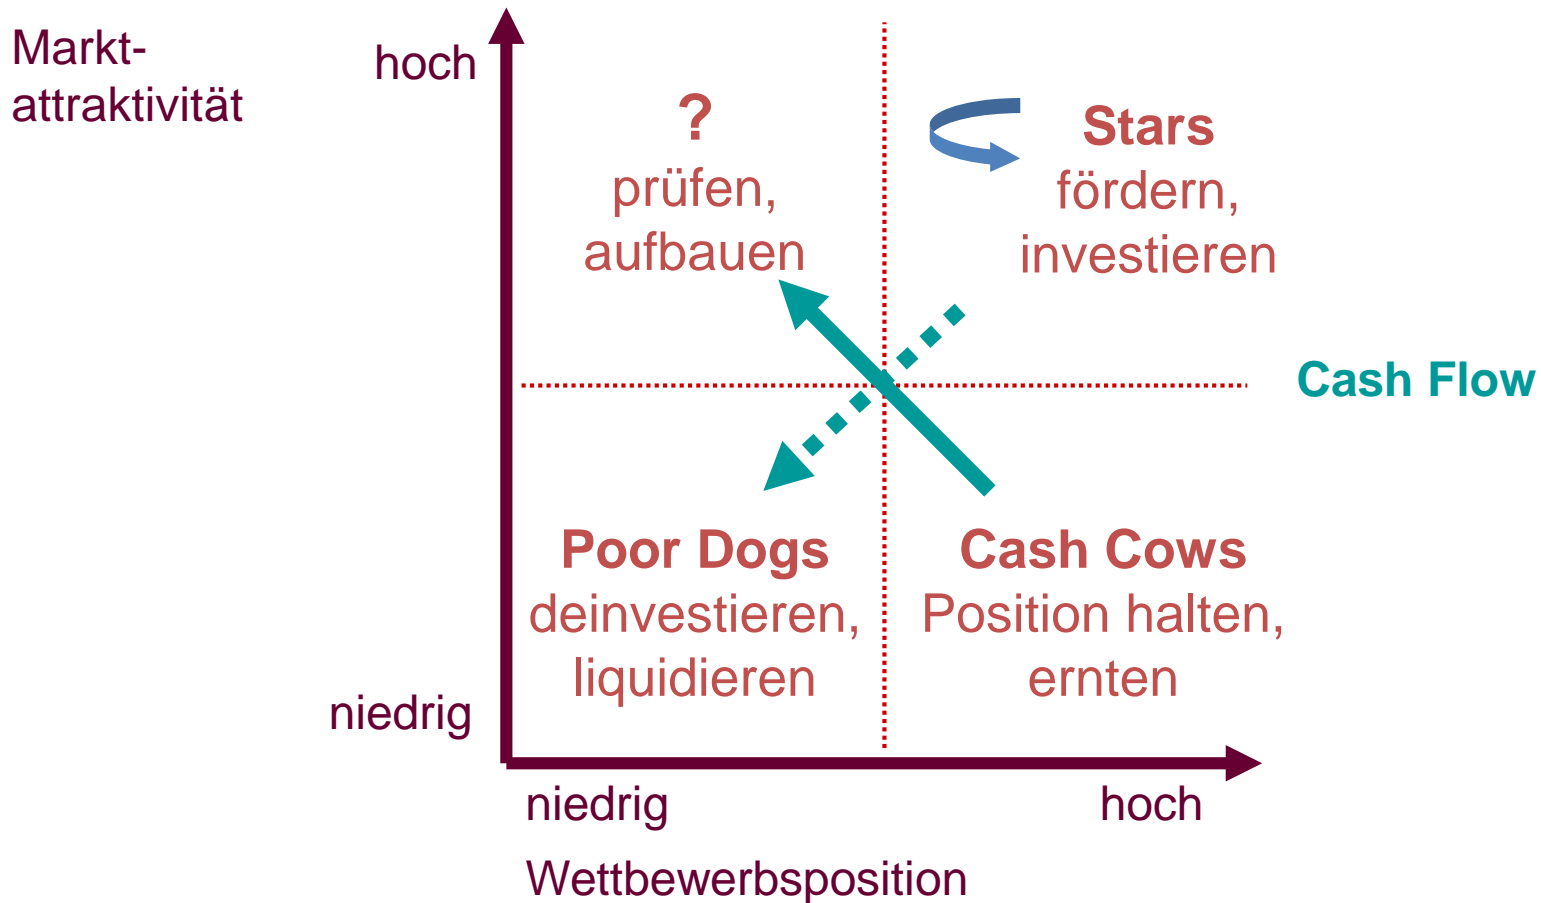 Markt-
attraktivität
hoch
?
prüfen,
aufbauen
Stars
fördern,
investieren
Cash Flow
Poor Dogs
deinvestieren,
liquidieren
Cash Cows
Position halten,
ernten
niedrig
niedrig
hoch
Wettbewerbsposition